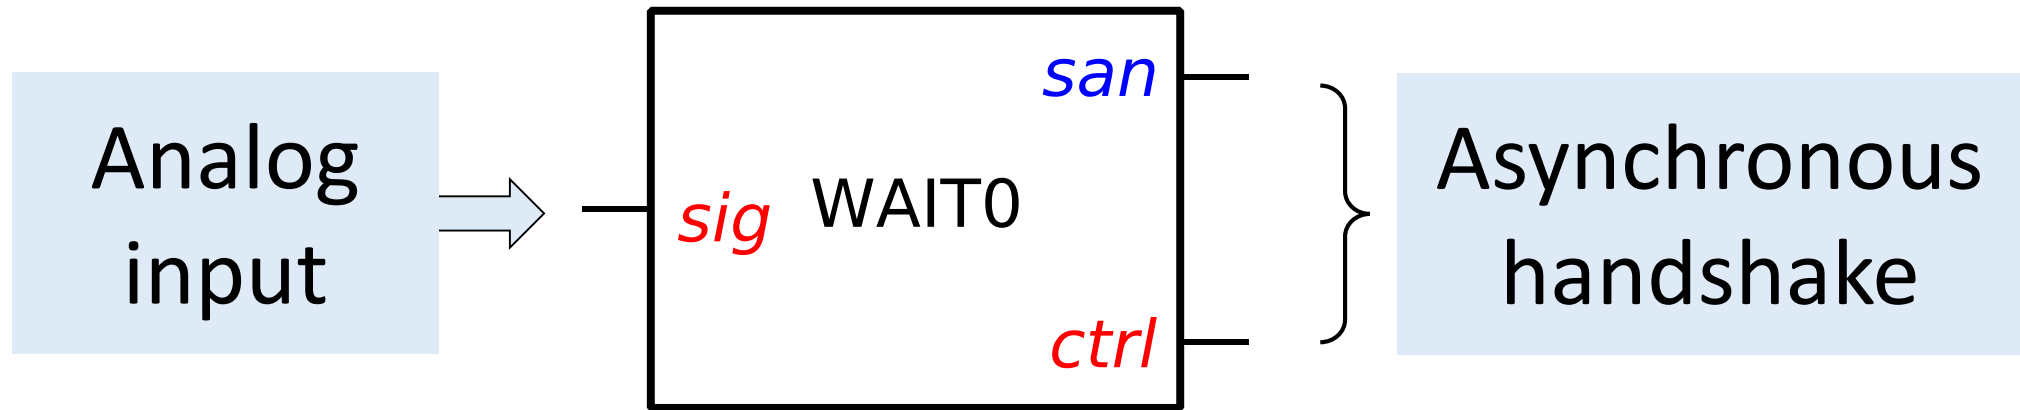 Analog
input
sig
WAIT0
san
ctrl
Asynchronous
handshake